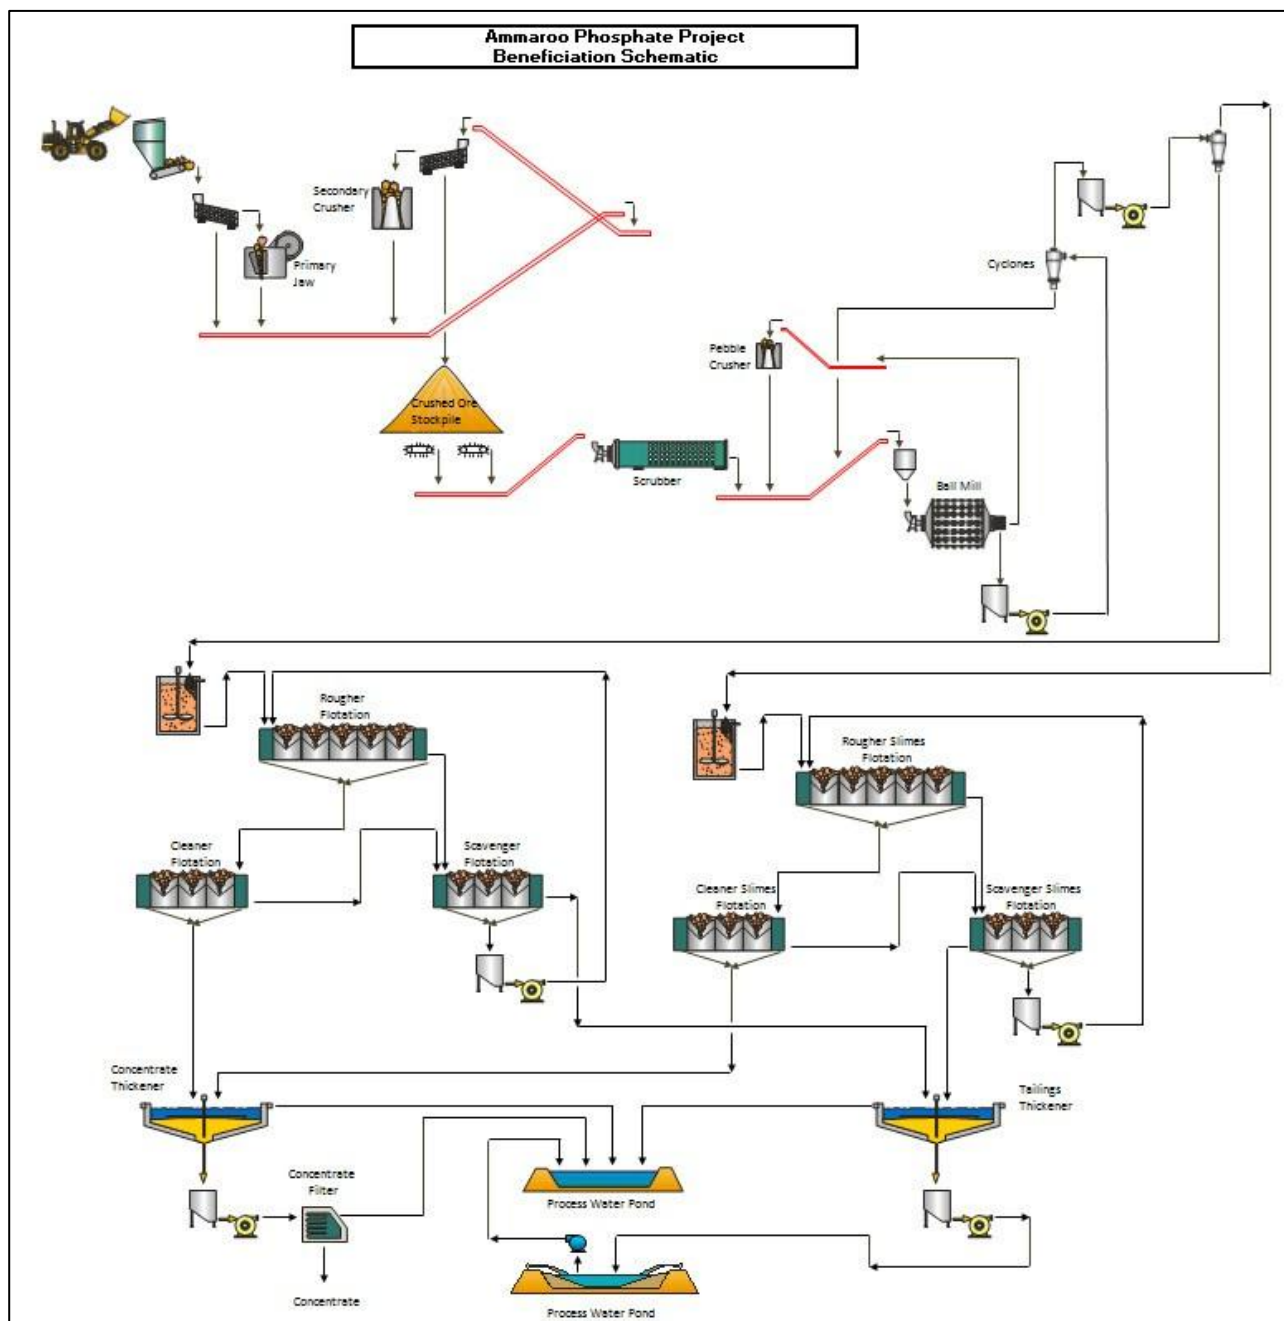 Ammaroo Phosphate Project
Beneficiation Schematic
Secondary
Crusher
Primary
Jaw
Cyclones
Pebble
Crusher
Crushed Ore
Stockpile
Scrubber
Ball Mill
Rougher
Flotation
Rougher Slimes
Flotation
Cleaner
Flotation
Scavenger
Flotation
Cleaner Slimes
Flotation
Scavenger Slimes
Flotation
Concentrate
Thickener
Tailings
Thickener
Concentrate
Filter
Process Water Pond
Concentrate
Process Water Pond